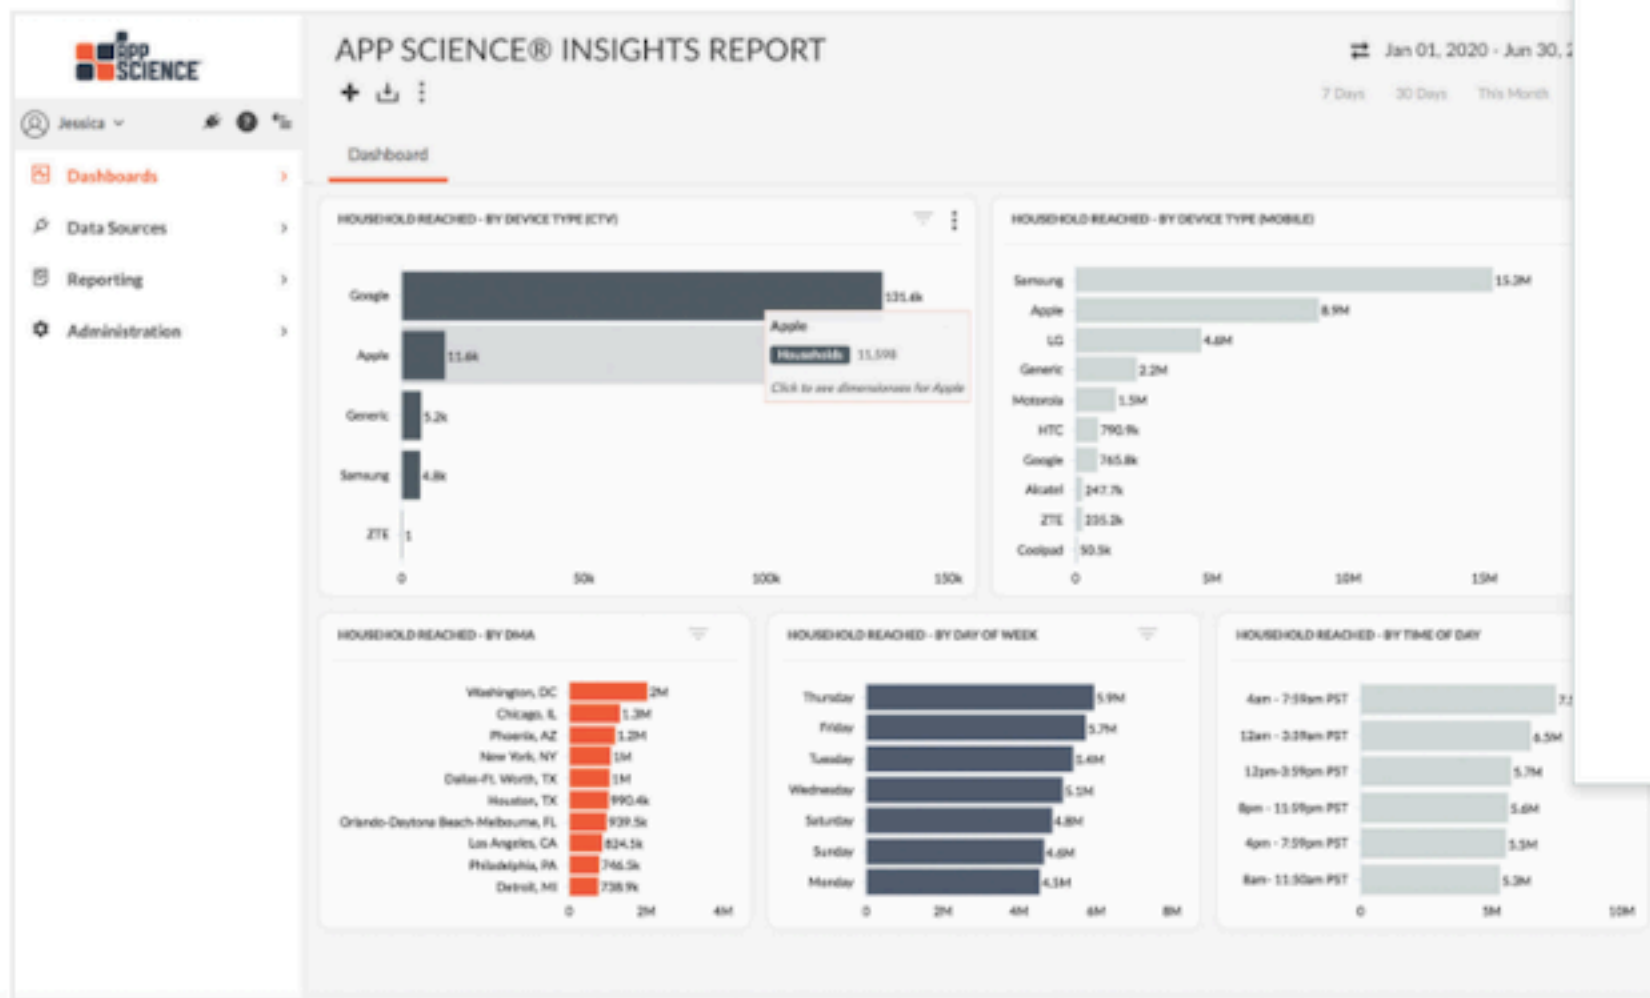 APP SCIENCE
Jessica
Dashboards
Data Sources
Reporting
Administration
APP SCIENCE® INSIGHTS REPORT
Jan 01, 2020 - Jun 30,
7 Days 30 Days This Month
Dashboard
HOUSEHOLD REACHED - BY DEVICE TYPE (CTV)
Google 131.6k
Apple 11.6k
Generic 5.2k
Samsung 4.8k
ZTE 1
0 50k 100k 150k
Apple
Households 11,598
Click to see dimensions for Apple
HOUSEHOLD REACHED - BY DEVICE TYPE (MOBILE)
Samsung 15.3M
Apple 8.9M
LG 4.6M
Generic 2.2M
Motorola 1.5M
HTC 790.9k
Google 765.8k
Alcatel 247.7k
ZTE 235.2k
Coolpad 50.5k
0 5M 10M 15M
HOUSEHOLD REACHED - BY DMA
Washington, DC 2M
Chicago, IL 1.3M
Phoenix, AZ 1.2M
New York, NY 1M
Dallas-Ft. Worth, TX 1M
Houston, TX 990.4k
Orlando-Daytona Beach-Melbourne, FL 939.5k
Los Angeles, CA 824.5k
Philadelphia, PA 746.5k
Detroit, MI 738.9k
0 2M 4M
HOUSEHOLD REACHED - BY DAY OF WEEK
Thursday 5.9M
Friday 5.7M
Tuesday 5.4M
Wednesday 5.1M
Saturday 4.8M
Sunday 4.6M
Monday 4.5M
0 2M 4M 6M 8M
HOUSEHOLD REACHED - BY TIME OF DAY
4am - 7:59am PST
12am - 3:59am PST 6.5M
12pm-3:59pm PST 5.7M
8pm - 11:59pm PST 5.6M
4pm - 7:59pm PST 5.5M
8am- 11:50am PST 5.3M
0 5M 10M